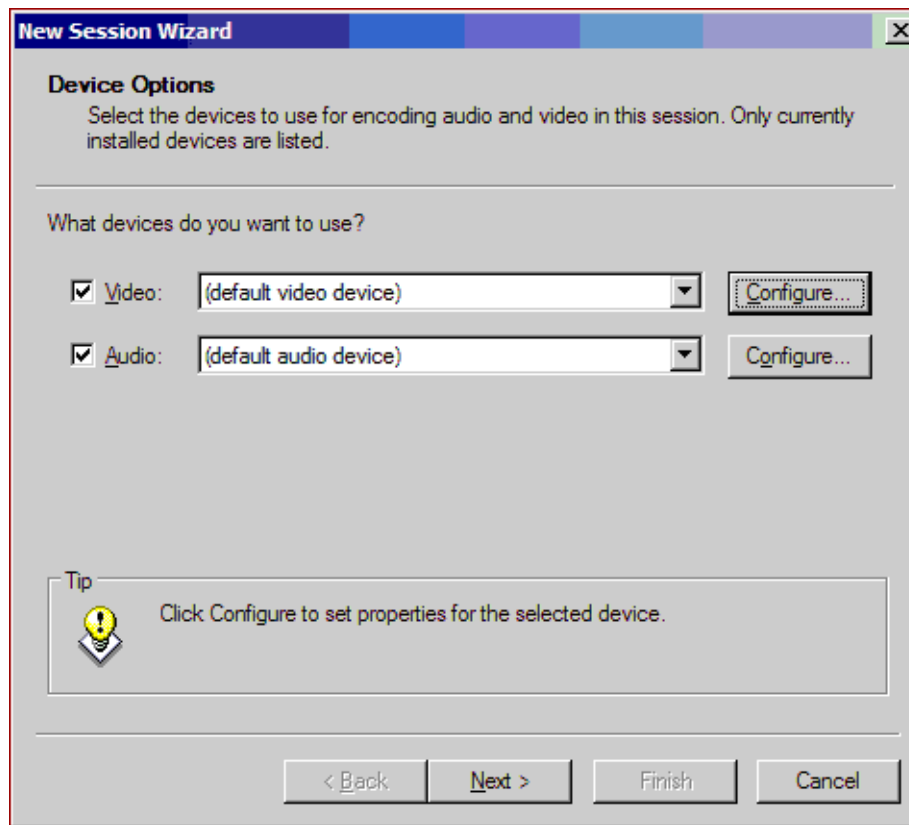 New Session Wizard
Device Options
Select the devices to use for encoding audio and video in this session. Only currently
installed devices are listed.
What devices do you want to use?
Video: (default video device) Configure...
Audio: (default audio device) Configure...
Tip
Click Configure to set properties for the selected device.
< Back Next > Finish Cancel